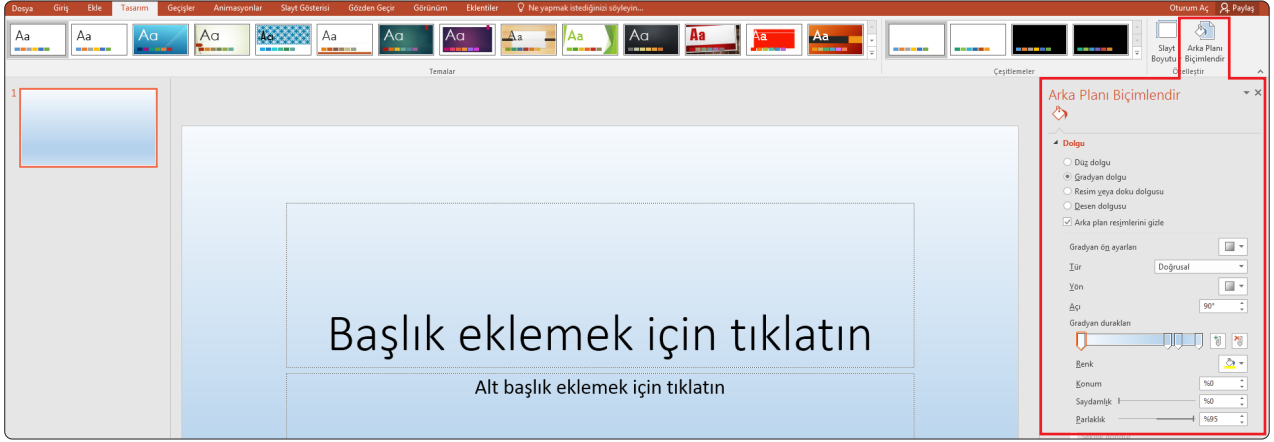 Dosya Giriş Ekle Tasarım Geçişler Animasyonlar Slayt Gösterisi Gözden Geçir Görünüm Eklentiler Ne yapmak istediğinizi söyleyin... Oturum Aç Paylaş
Aa Aa Aa Aa Aa Aa Aa Aa Aa Aa Aa Aa Aa Aa
Slayt Boyutu
Arka Planı Biçimlendir
Temalar Çeşitlemeler Özelleştir
1
Başlık eklemek için tıklatın
Alt başlık eklemek için tıklatın
Arka Planı Biçimlendir
Dolgu
Düz dolgu
Gradyan dolgu
Resim veya doku dolgusu
Desen dolgusu
Arka plan resimlerini gizle
Gradyan ön ayarları
Tür Doğrusal
Yön
Açı 90°
Gradyan durakları
Renk
Konum %0
Saydamlık %0
Parlaklık %95